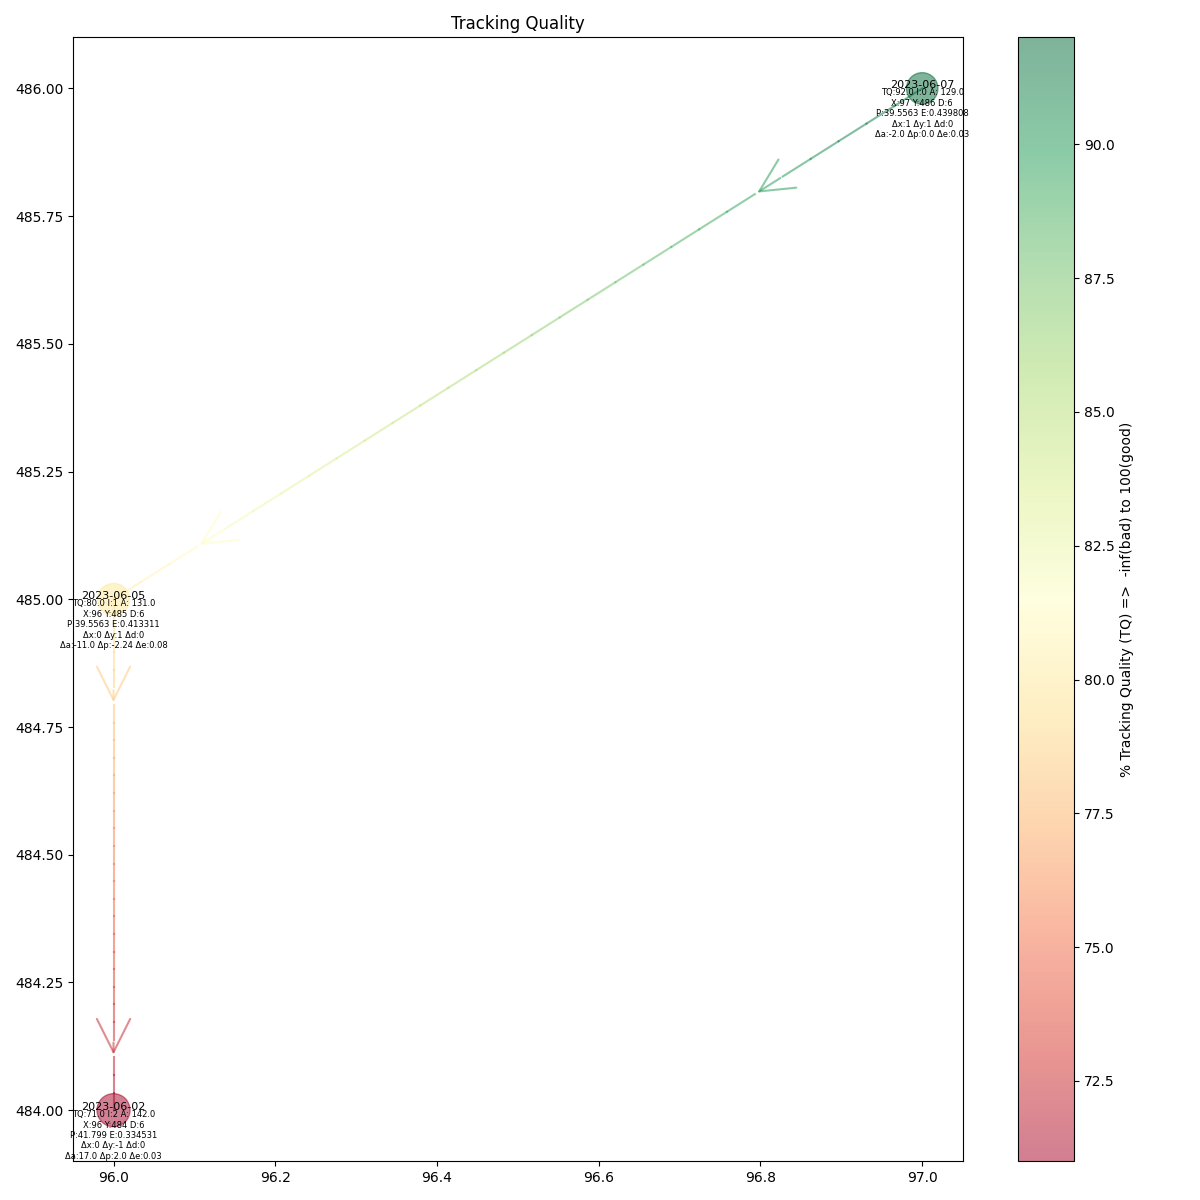 Tracking Quality
486.00
485.75
485.50
485.25
485.00
484.75
484.50
484.25
484.00
2023-06-07
TQ:92.0 I:0 A: 129.0
X:97 Y:486 D:6
P:39.5563 E:0.439808
Δx:1 Δy:1 Δd:0
Δa:-2.0 Δp:0.0 Δe:0.03
2023-06-05
TQ:80.0 I:1 A: 131.0
X:96 Y:485 D:6
P:39.5563 E:0.413311
Δx:0 Δy:1 Δd:0
Δa:-11.0 Δp:-2.24 Δe:0.08
2023-06-02
TQ:71.0 I:2 A: 142.0
X:96 Y:484 D:6
P:41.799 E:0.334531
Δx:0 Δy:-1 Δd:0
Δa:17.0 Δp:2.0 Δe:0.03
96.0 96.2 96.4 96.6 96.8 97.0
90.0
87.5
85.0
82.5
80.0
77.5
75.0
72.5
% Tracking Quality (TQ) => -inf(bad) to 100(good)